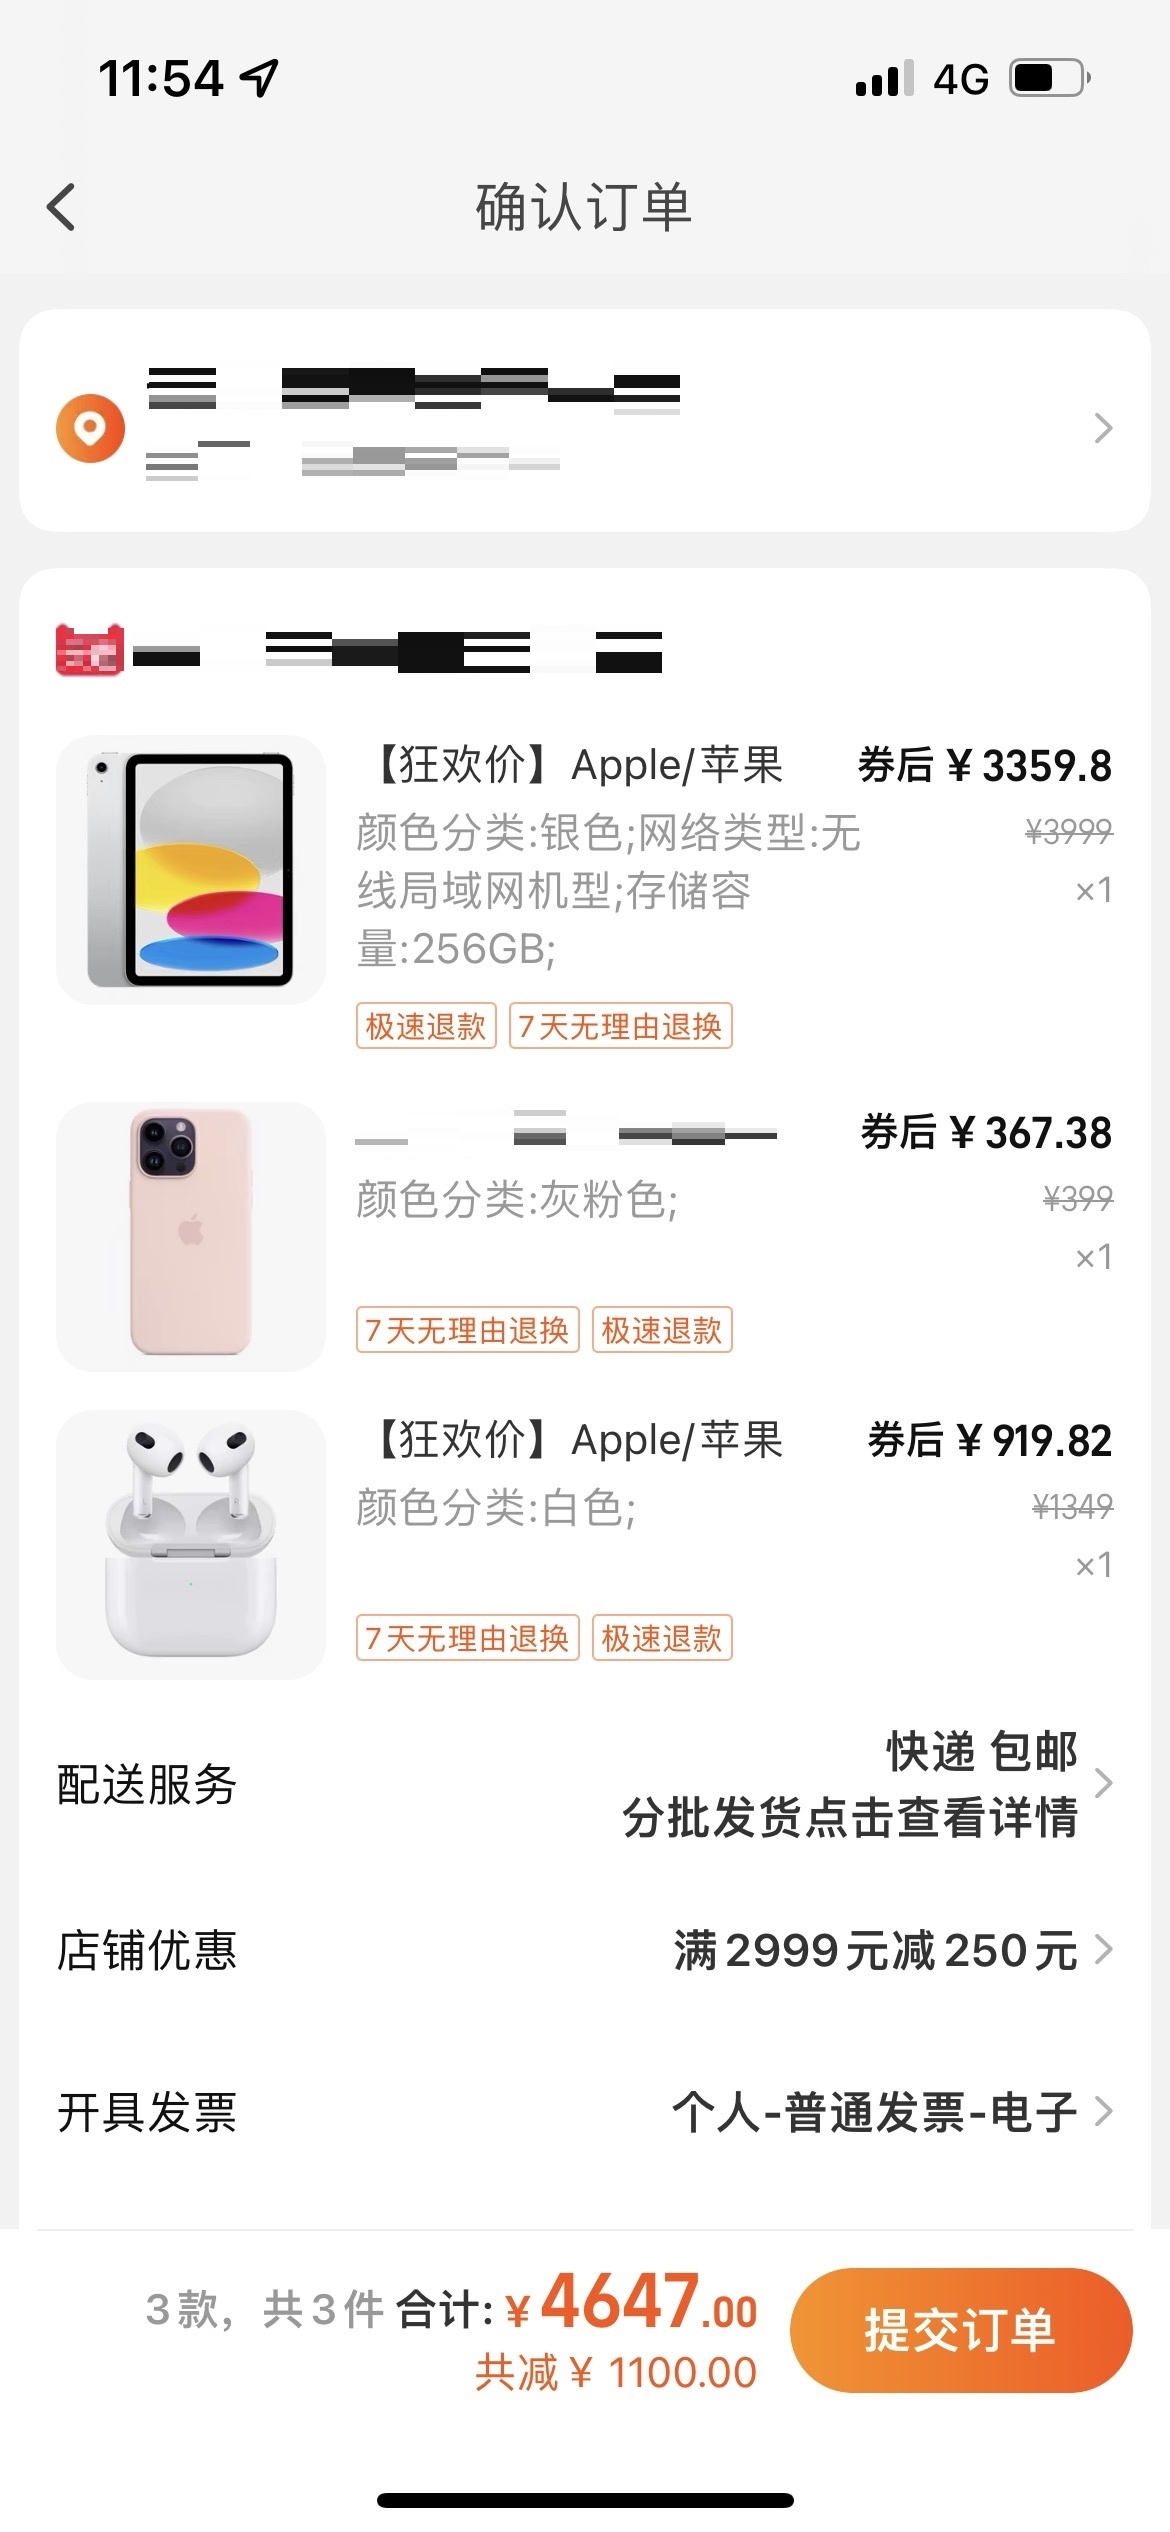 11:54
4G
确认订单
【狂欢价】Apple/苹果
券后 ¥ 3359.8
颜色分类:银色;网络类型:无
¥3999
线局域网机型;存储容
×1
量:256GB;
极速退款 7天无理由退换
券后 ¥ 367.38
颜色分类:灰粉色;
¥399
×1
7天无理由退换 极速退款
【狂欢价】Apple/苹果
券后 ¥ 919.82
颜色分类:白色;
¥1349
×1
7天无理由退换 极速退款
配送服务
快递 包邮
分批发货点击查看详情
店铺优惠
满2999元减250元
开具发票
个人-普通发票-电子
3款，共3件 合计: ¥ 4647.00
共减 ¥ 1100.00
提交订单